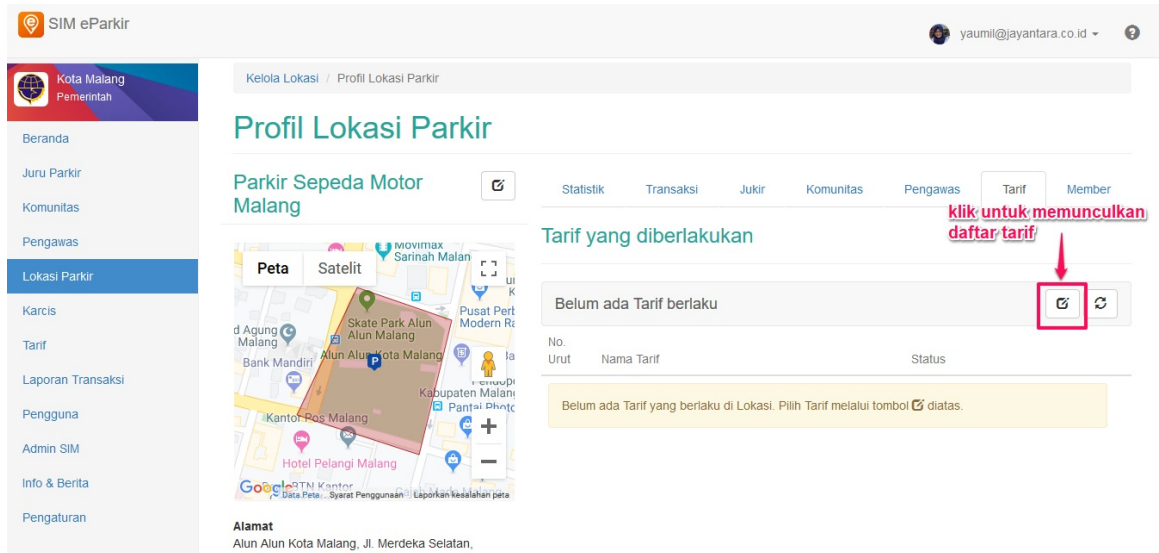 SIM eParkir
yaumil@jayantara.co.id
Kota Malang
Pemerintah
Beranda
Juru Parkir
Komunitas
Pengawas
Lokasi Parkir
Karcis
Tarif
Laporan Transaksi
Pengguna
Admin SIM
Info & Berita
Pengaturan
Kelola Lokasi / Profil Lokasi Parkir
Profil Lokasi Parkir
Parkir Sepeda Motor
Malang
Peta Satelit
Movimax
Sarinah Malan
Pusat Perb
Modern Ra
Skate Park Alun
Alun Malang
d Agung
Malang
Alun Alun Kota Malang
Bank Mandiri
P
Kabupaten Malang
Pantai Photo
Kantor Pos Malang
Hotel Pelangi Malang
Google
Data Peta Syarat Penggunaan Laporkan kesalahan peta
Alamat
Alun Alun Kota Malang, Jl. Merdeka Selatan,
Statistik Transaksi Jukir Komunitas Pengawas Tarif Member
klik untuk memunculkan
daftar tarif
Tarif yang diberlakukan
Belum ada Tarif berlaku
No.
Urut Nama Tarif Status
Belum ada Tarif yang berlaku di Lokasi. Pilih Tarif melalui tombol diatas.